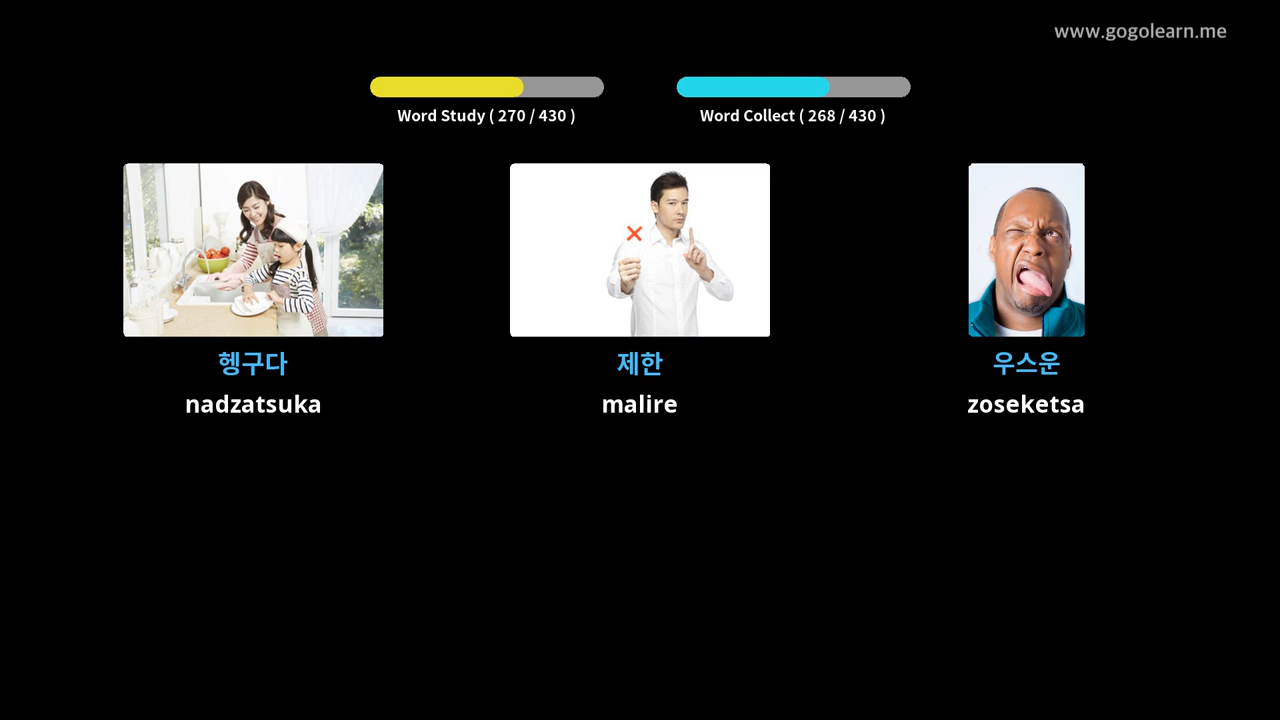 www.gogolearn.me
Word Study ( 270 / 430 )
Word Collect ( 268 / 430 )
헹구다
제한
우스운
nadzatsuka
malire
zoseketsa